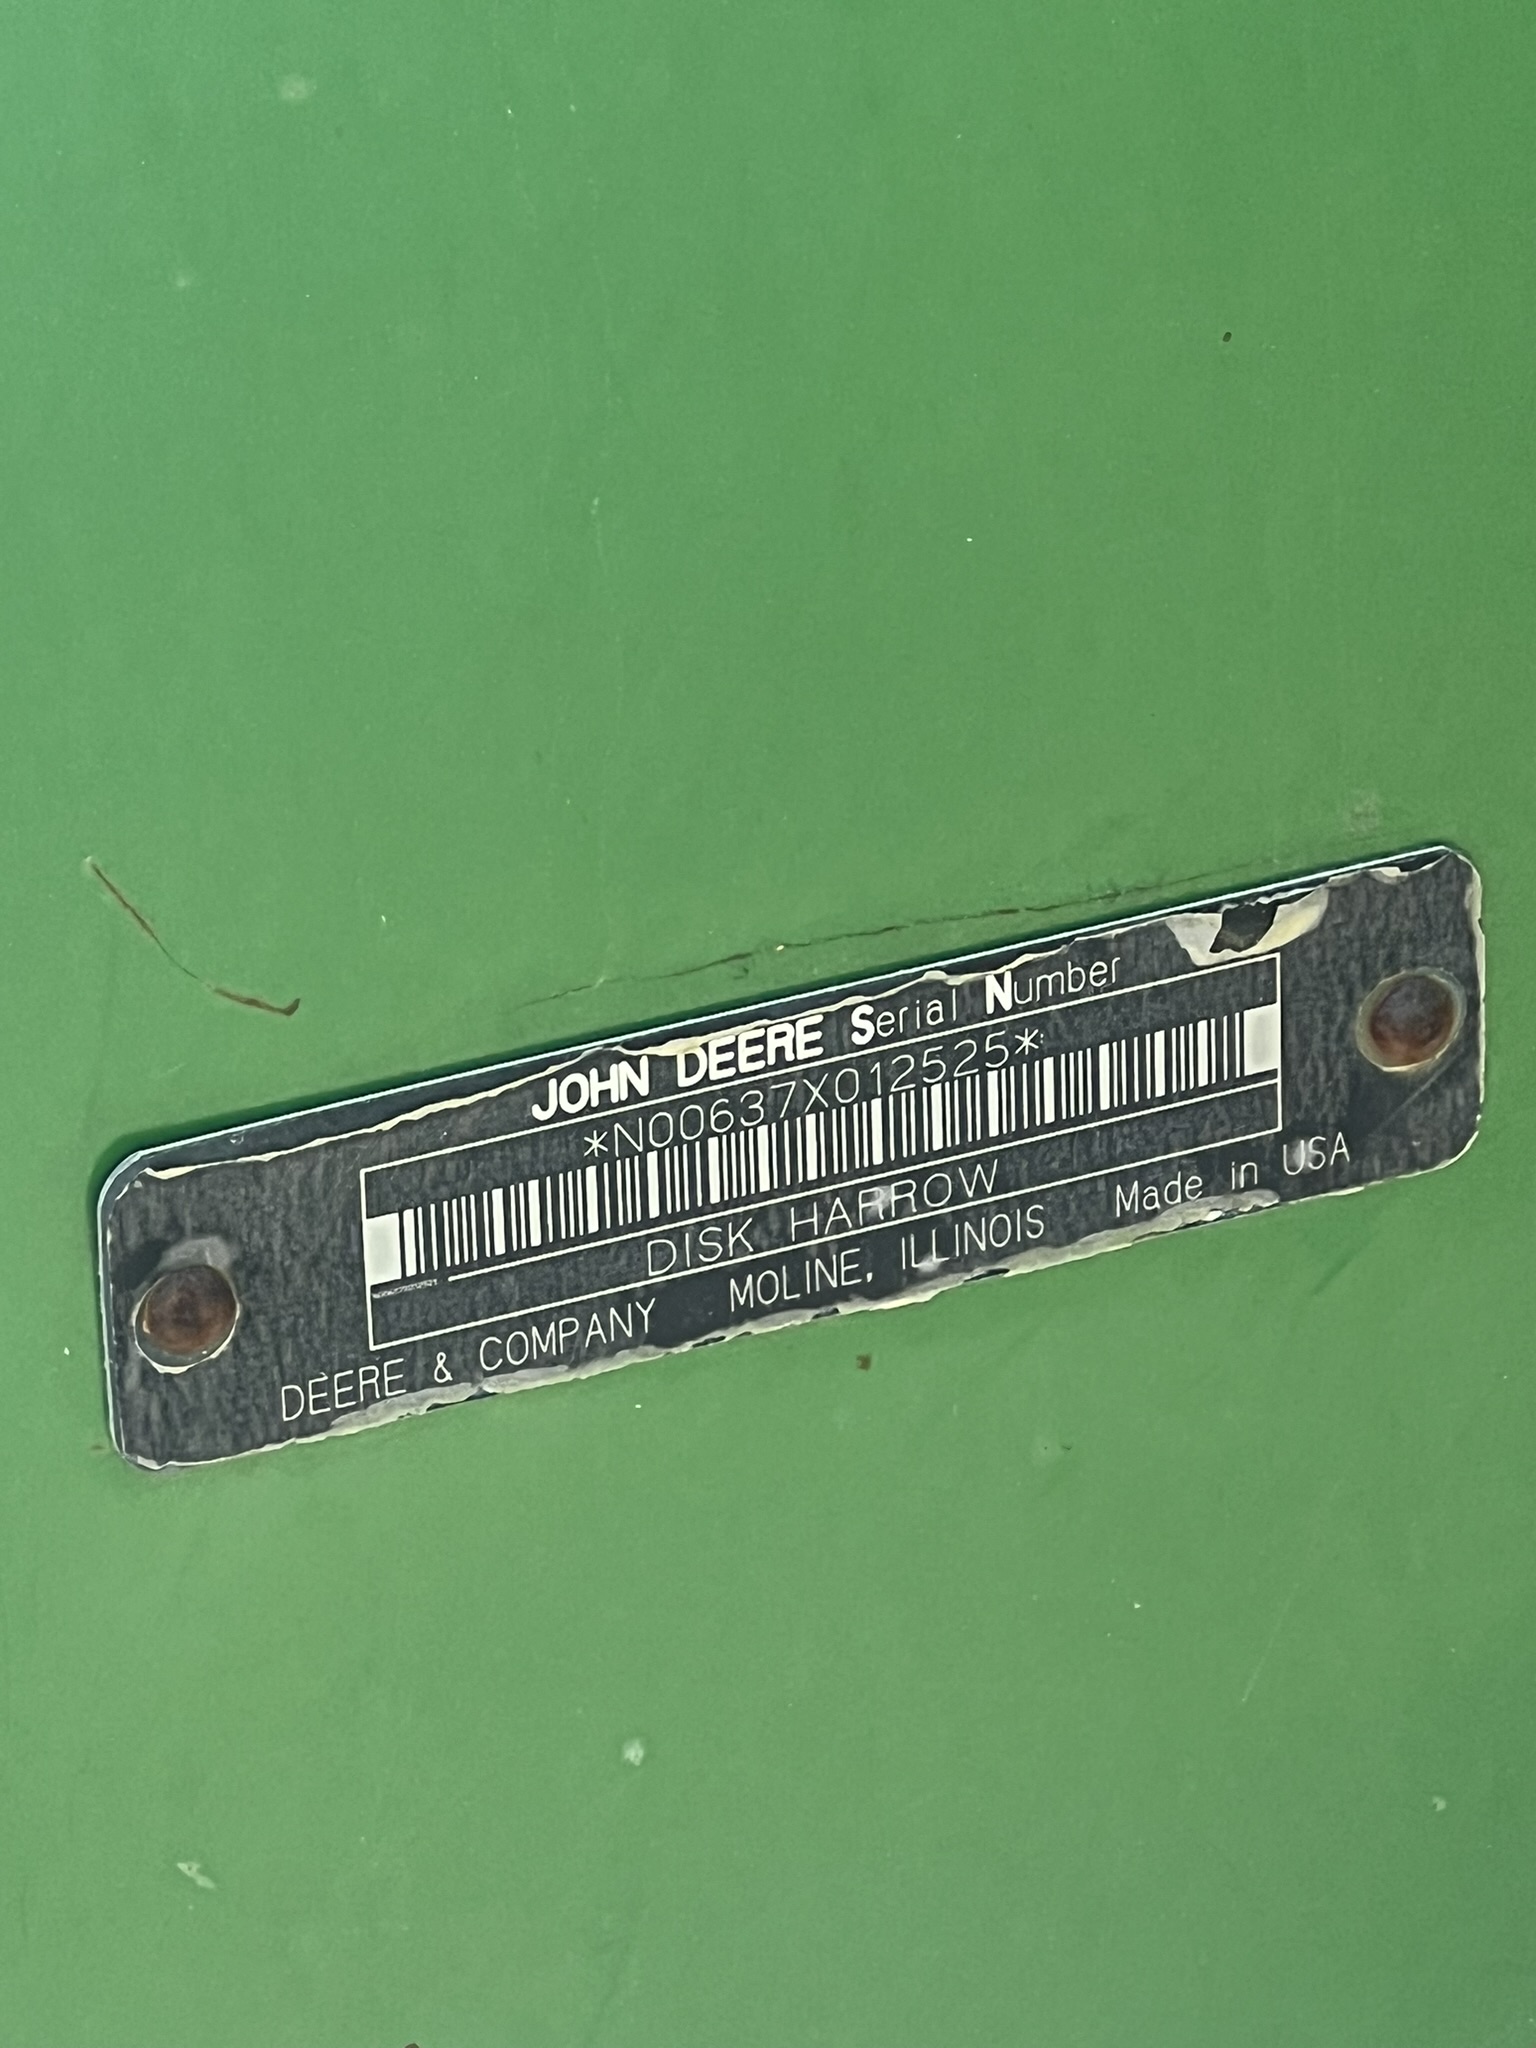 JOHN DEERE Serial Number
*N00637X012525*
DISK HARROW
DEERE & COMPANY MOLINE, ILLINOIS Made in USA